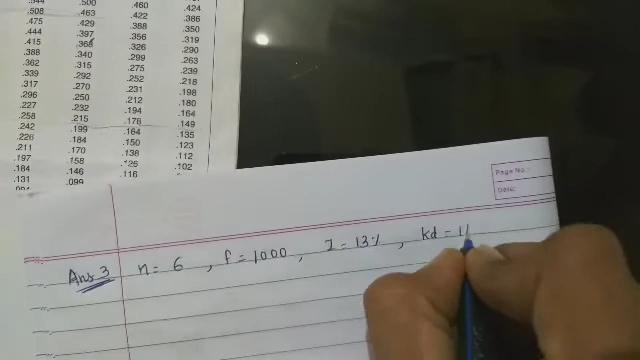 .544 .500 .460 .424
.508 .463 .422 .386
.475 .429 .388 .350
.444 .397 .356 .319
.415 .368 .326 .290
.388 .340 .299 .263
.362 .315 .275 .239
.339 .292 .252 .218
.317 .270 .231 .198
.296 .250 .212 .180
.227 .232 .194 .164
.258 .215 .178 .149
.242 .199 .164 .135
.226 .184 .150 .123
.211 .170 .138 .112
.197 .158 .126 .102
.184 .146 .116
.131 .099
Page No.:
Date:
Ans 3 n = 6 , f = 1000 , I = 13% , kd = 1